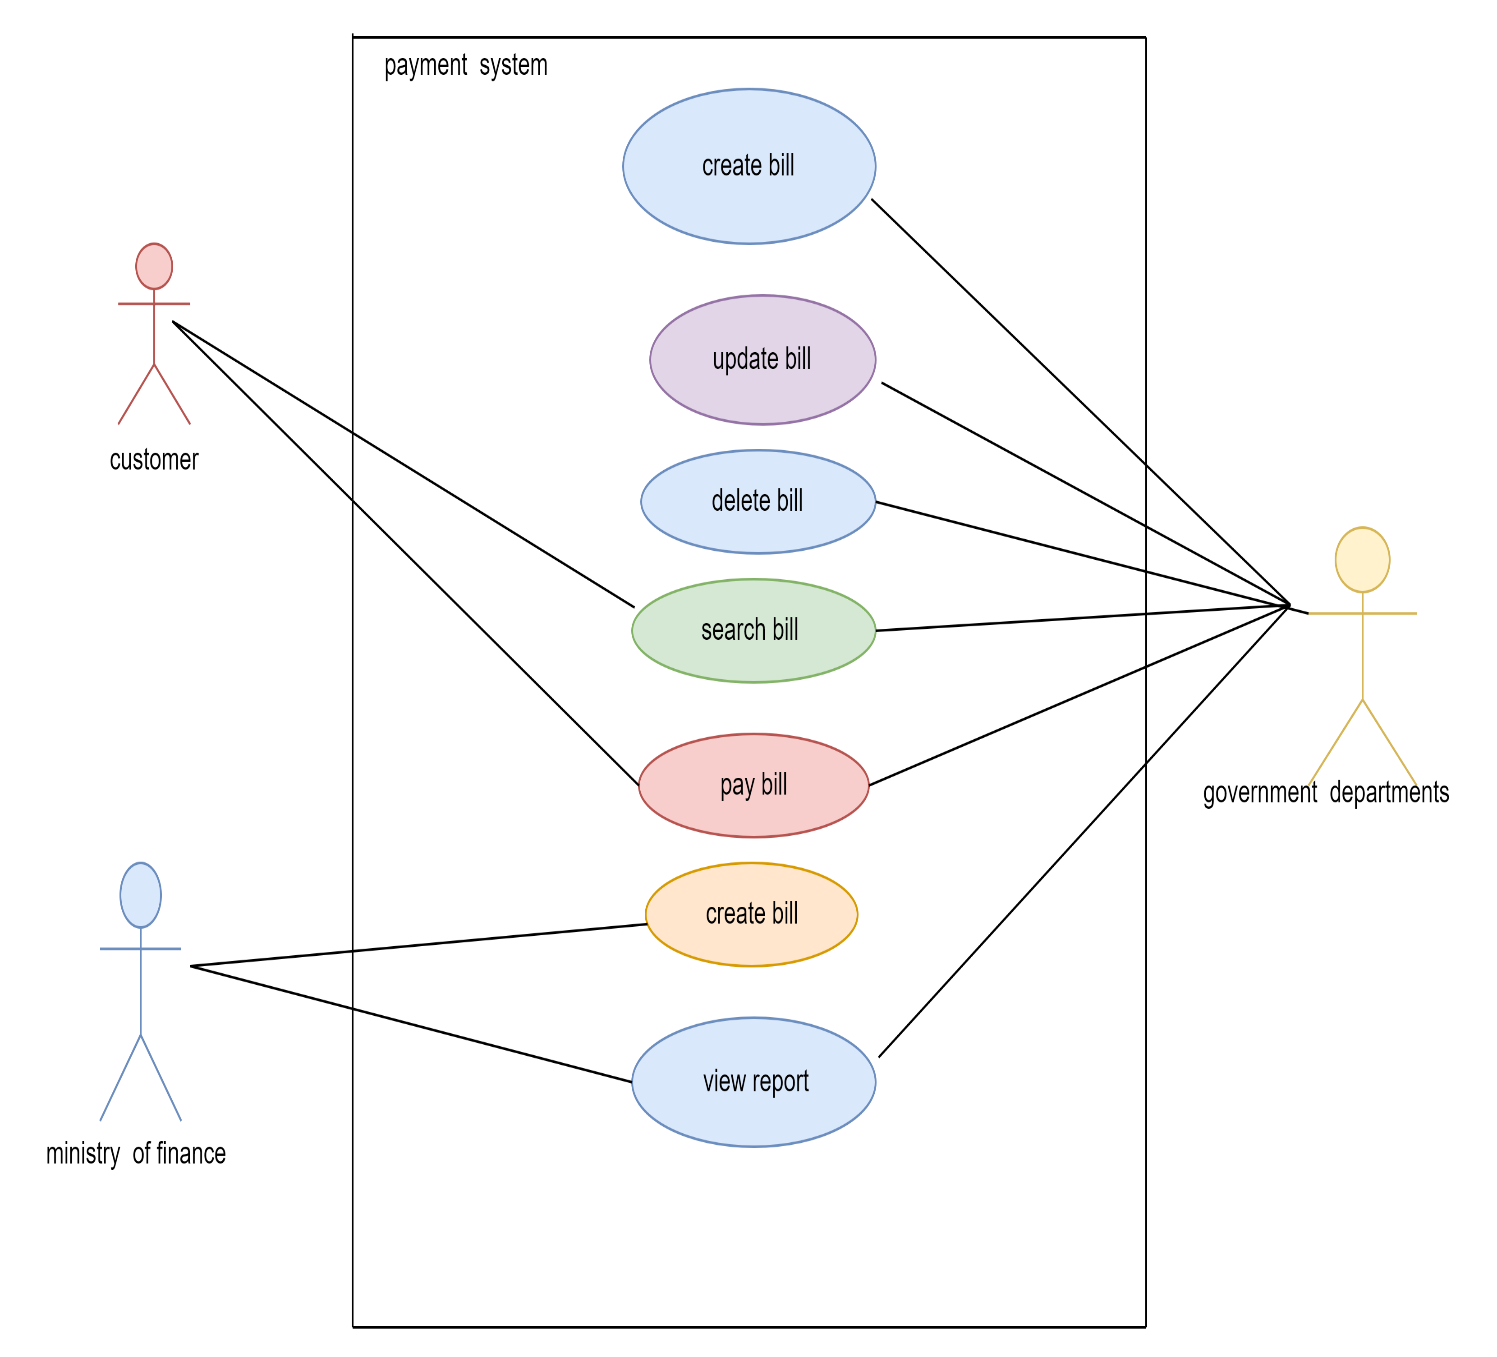 payment system
create bill
update bill
customer
delete bill
search bill
pay bill
government departments
create bill
view report
ministry of finance